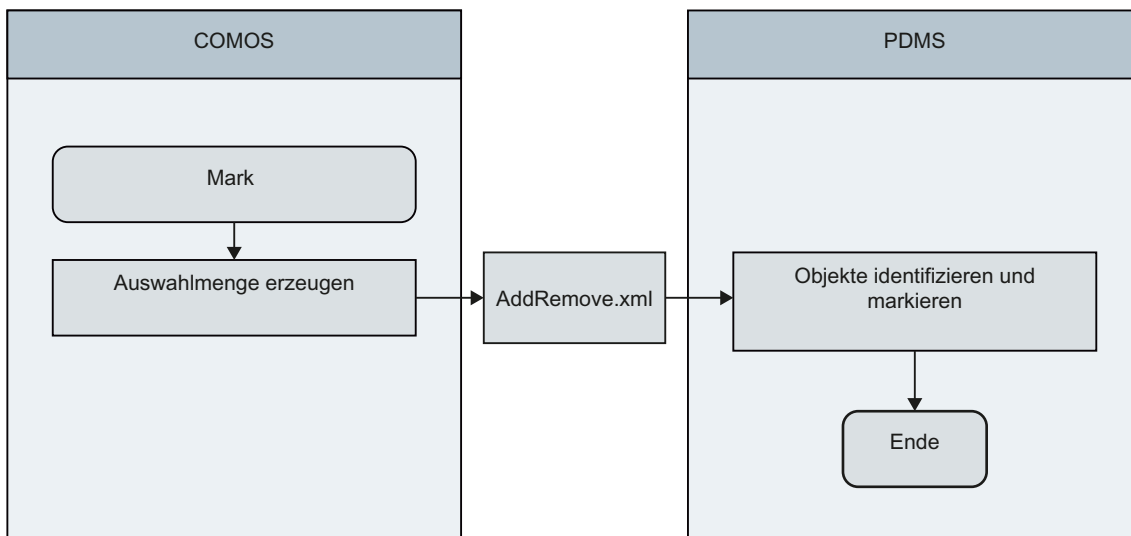 COMOS
PDMS
Mark
Auswahlmenge erzeugen
AddRemove.xml
Objekte identifizieren und
markieren
Ende